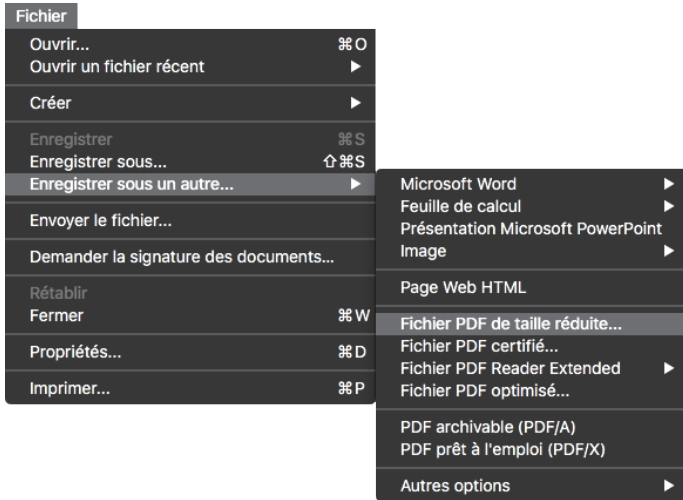 Fichier
Ouvrir... ⌘O
Ouvrir un fichier récent ▶
Créer ▶
Enregistrer ⌘S
Enregistrer sous... ⇧⌘S
Enregistrer sous un autre... ▶
Envoyer le fichier...
Demander la signature des documents...
Rétablir
Fermer ⌘W
Propriétés... ⌘D
Imprimer... ⌘P
Microsoft Word ▶
Feuille de calcul ▶
Présentation Microsoft PowerPoint
Image ▶
Page Web HTML
Fichier PDF de taille réduite...
Fichier PDF certifié...
Fichier PDF Reader Extended ▶
Fichier PDF optimisé...
PDF archivable (PDF/A)
PDF prêt à l'emploi (PDF/X)
Autres options ▶